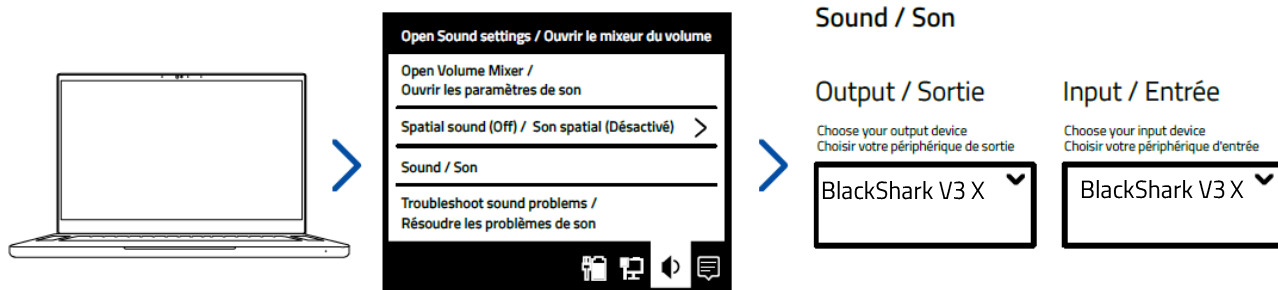 Open Sound settings / Ouvrir le mixeur du volume
Open Volume Mixer /
Ouvrir les paramètres de son
Spatial sound (Off) / Son spatial (Désactivé)
Sound / Son
Troubleshoot sound problems /
Résoudre les problèmes de son
Sound / Son
Output / Sortie
Choose your output device
Choisir votre périphérique de sortie
BlackShark V3 X
Input / Entrée
Choose your input device
Choisir votre périphérique d'entrée
BlackShark V3 X